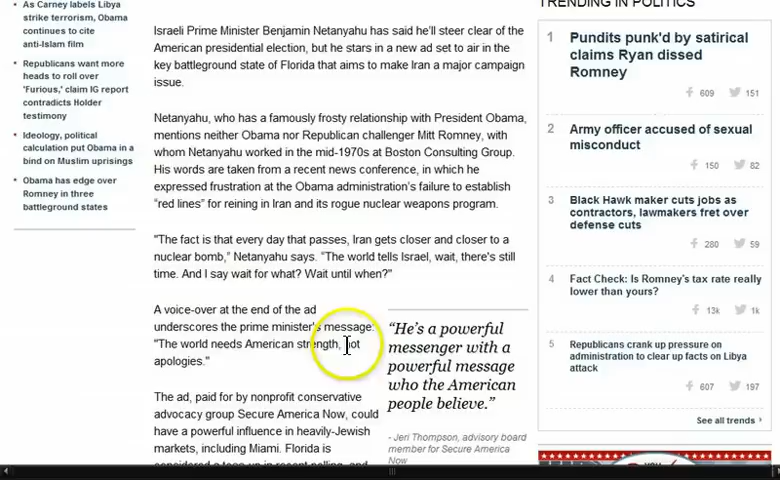 As Carney labels Libya
strike terrorism, Obama
continues to cite
anti-Islam film
Republicans want more
heads to roll over
'Furious,' claim IG report
contradicts Holder
testimony
Ideology, political
calculation put Obama in a
bind on Muslim uprisings
Obama has edge over
Romney in three
battleground states
Israeli Prime Minister Benjamin Netanyahu has said he'll steer clear of the
American presidential election, but he stars in a new ad set to air in the
key battleground state of Florida that aims to make Iran a major campaign
issue.
Netanyahu, who has a famously frosty relationship with President Obama,
mentions neither Obama nor Republican challenger Mitt Romney, with
whom Netanyahu worked in the mid-1970s at Boston Consulting Group.
His words are taken from a recent news conference, in which he
expressed frustration at the Obama administration's failure to establish
“red lines” for reining in Iran and its rogue nuclear weapons program.
"The fact is that every day that passes, Iran gets closer and closer to a
nuclear bomb,” Netanyahu says. “The world tells Israel, wait, there's still
time. And I say wait for what? Wait until when?"
A voice-over at the end of the ad
underscores the prime minister's message:
"The world needs American strength, not
apologies."
The ad, paid for by nonprofit conservative
advocacy group Secure America Now, could
have a powerful influence in heavily-Jewish
markets, including Miami. Florida is
considered a toss-up in recent polling, and
“He's a powerful
messenger with a
powerful message
who the American
people believe.”
- Jeri Thompson, advisory board
member for Secure America
Now
TRENDING IN POLITICS
1 Pundits punk'd by satirical
claims Ryan dissed
Romney
609 151
2 Army officer accused of sexual
misconduct
150 82
3 Black Hawk maker cuts jobs as
contractors, lawmakers fret over
defense cuts
280 59
4 Fact Check: Is Romney's tax rate really
lower than yours?
13k 1k
5 Republicans crank up pressure on
administration to clear up facts on Libya
attack
607 197
See all trends ›
YOU